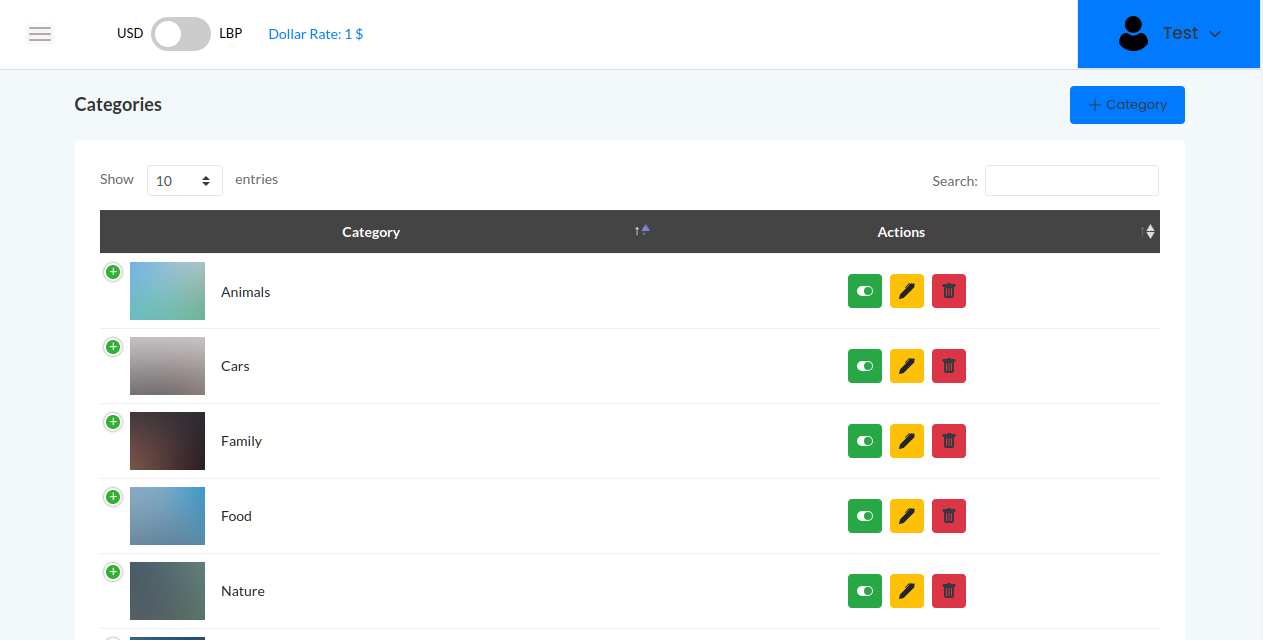 USD LBP Dollar Rate: 1 $ Test
Categories
Category
Show 10 entries Search:
Category Actions
Animals
Cars
Family
Food
Nature